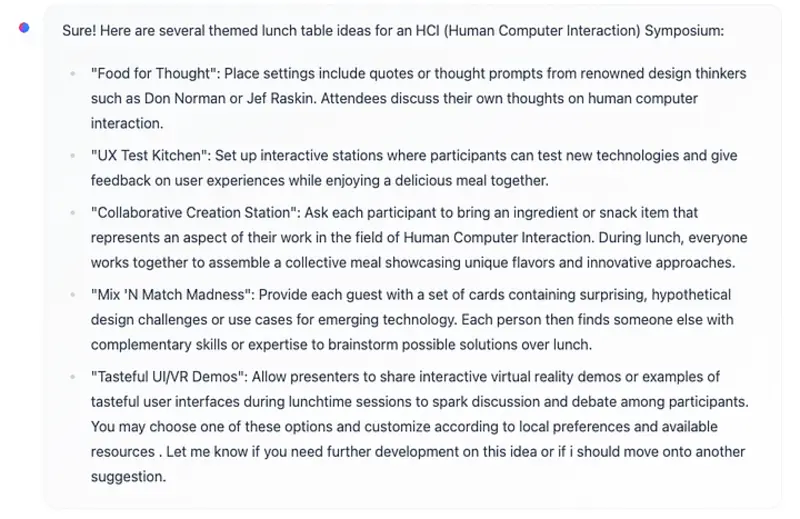 Sure! Here are several themed lunch table ideas for an HCI (Human Computer Interaction) Symposium:
"Food for Thought": Place settings include quotes or thought prompts from renowned design thinkers
such as Don Norman or Jef Raskin. Attendees discuss their own thoughts on human computer
interaction.
"UX Test Kitchen": Set up interactive stations where participants can test new technologies and give
feedback on user experiences while enjoying a delicious meal together.
"Collaborative Creation Station": Ask each participant to bring an ingredient or snack item that
represents an aspect of their work in the field of Human Computer Interaction. During lunch, everyone
works together to assemble a collective meal showcasing unique flavors and innovative approaches.
"Mix 'N Match Madness": Provide each guest with a set of cards containing surprising, hypothetical
design challenges or use cases for emerging technology. Each person then finds someone else with
complementary skills or expertise to brainstorm possible solutions over lunch.
"Tasteful UI/VR Demos": Allow presenters to share interactive virtual reality demos or examples of
tasteful user interfaces during lunchtime sessions to spark discussion and debate among participants.
You may choose one of these options and customize according to local preferences and available
resources . Let me know if you need further development on this idea or if i should move onto another
suggestion.